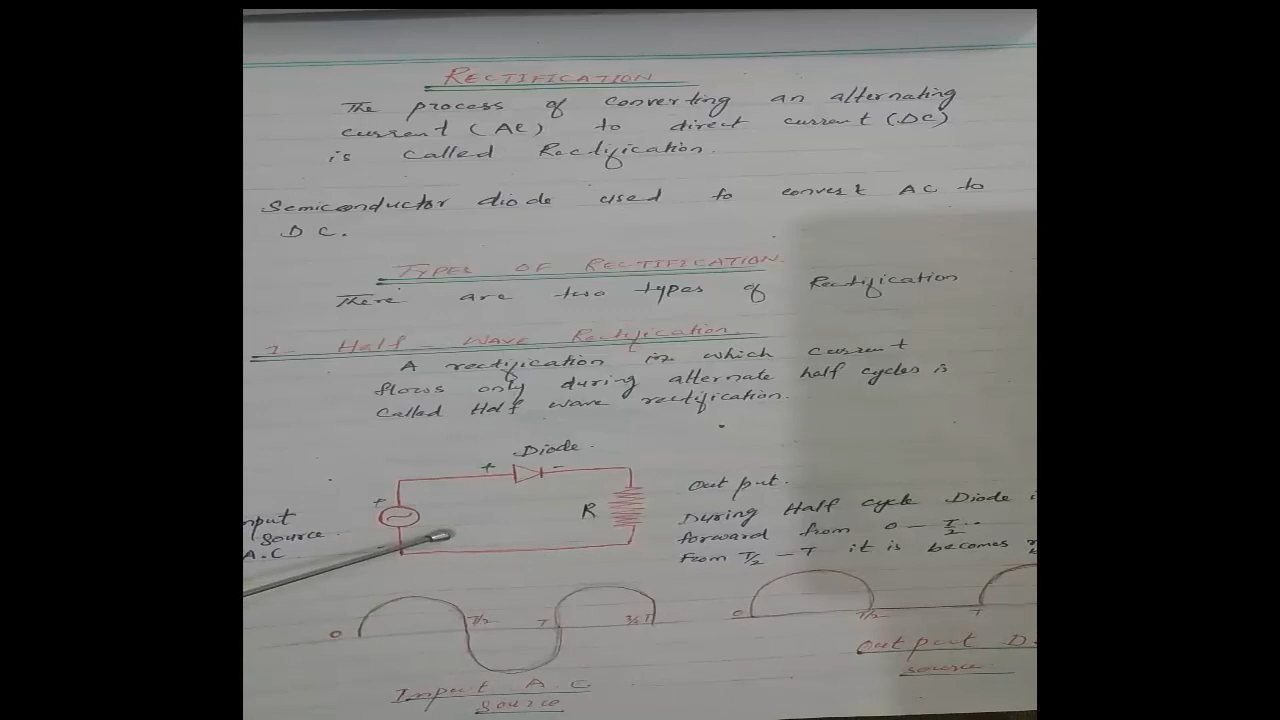 RECTIFICATION
The process of converting an alternating
current (AC) to direct current (DC)
is called Rectification.
Semiconductor diode used to convert AC to
DC.
TYPES OF RECTIFICATION.
There are two types of Rectification
1. Half - Wave Rectification.
A rectification in which current
flows only during alternate half cycles is
called Half wave rectification.
Diode.
+ -
+
R
nput
source.
A.C
-
Out put.
During Half cycle Diode i
forward from 0 - T/2..
From T/2 - T it is becomes
0 T/2 T 3/2T
0 T/2 T
Input A.C
source
Out put D.
source.